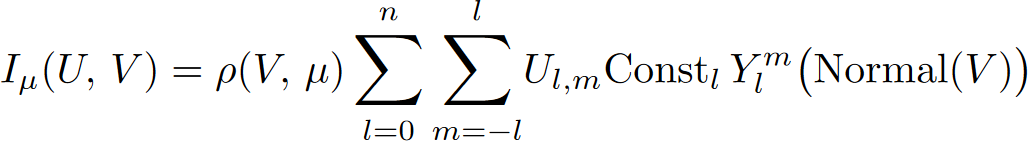 I_μ(U, V) = ρ(V, μ) ∑_{l=0}^{n} ∑_{m=−l}^{l} U_{l,m} Const_l Y_l^m (Normal(V))